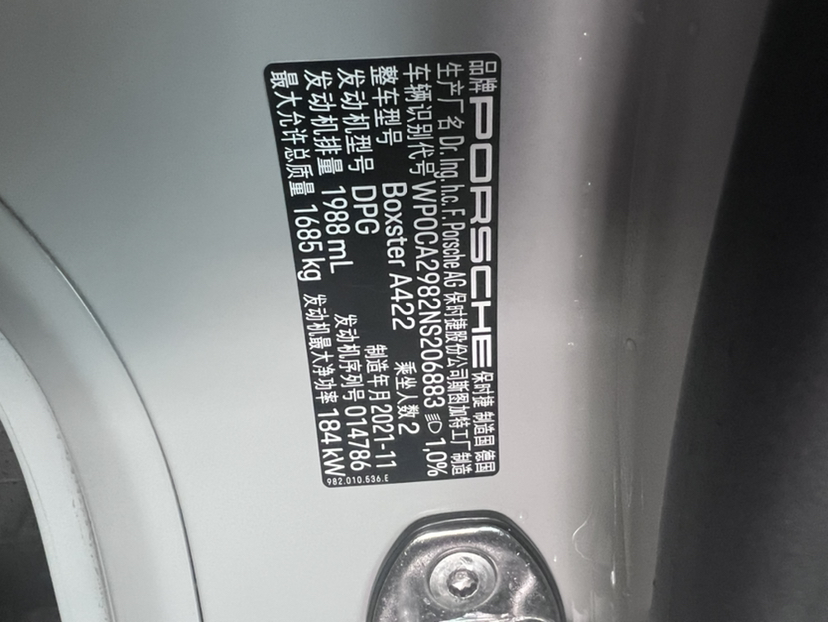 品牌 PORSCHE 保时捷 制造国 德国
生产厂名 Dr. Ing. h.c. F. Porsche AG 保时捷股份公司斯图加特工厂制造
车辆识别代号 WP0CA2982NS206883 1,0%
整车型号 Boxster A422 乘坐人数 2
发动机型号 DPG 制造年月 2021-11
发动机排量 1988 mL 发动机序列号 014786
最大允许总质量 1685 kg 发动机最大净功率 184 kW
982.010.536.E